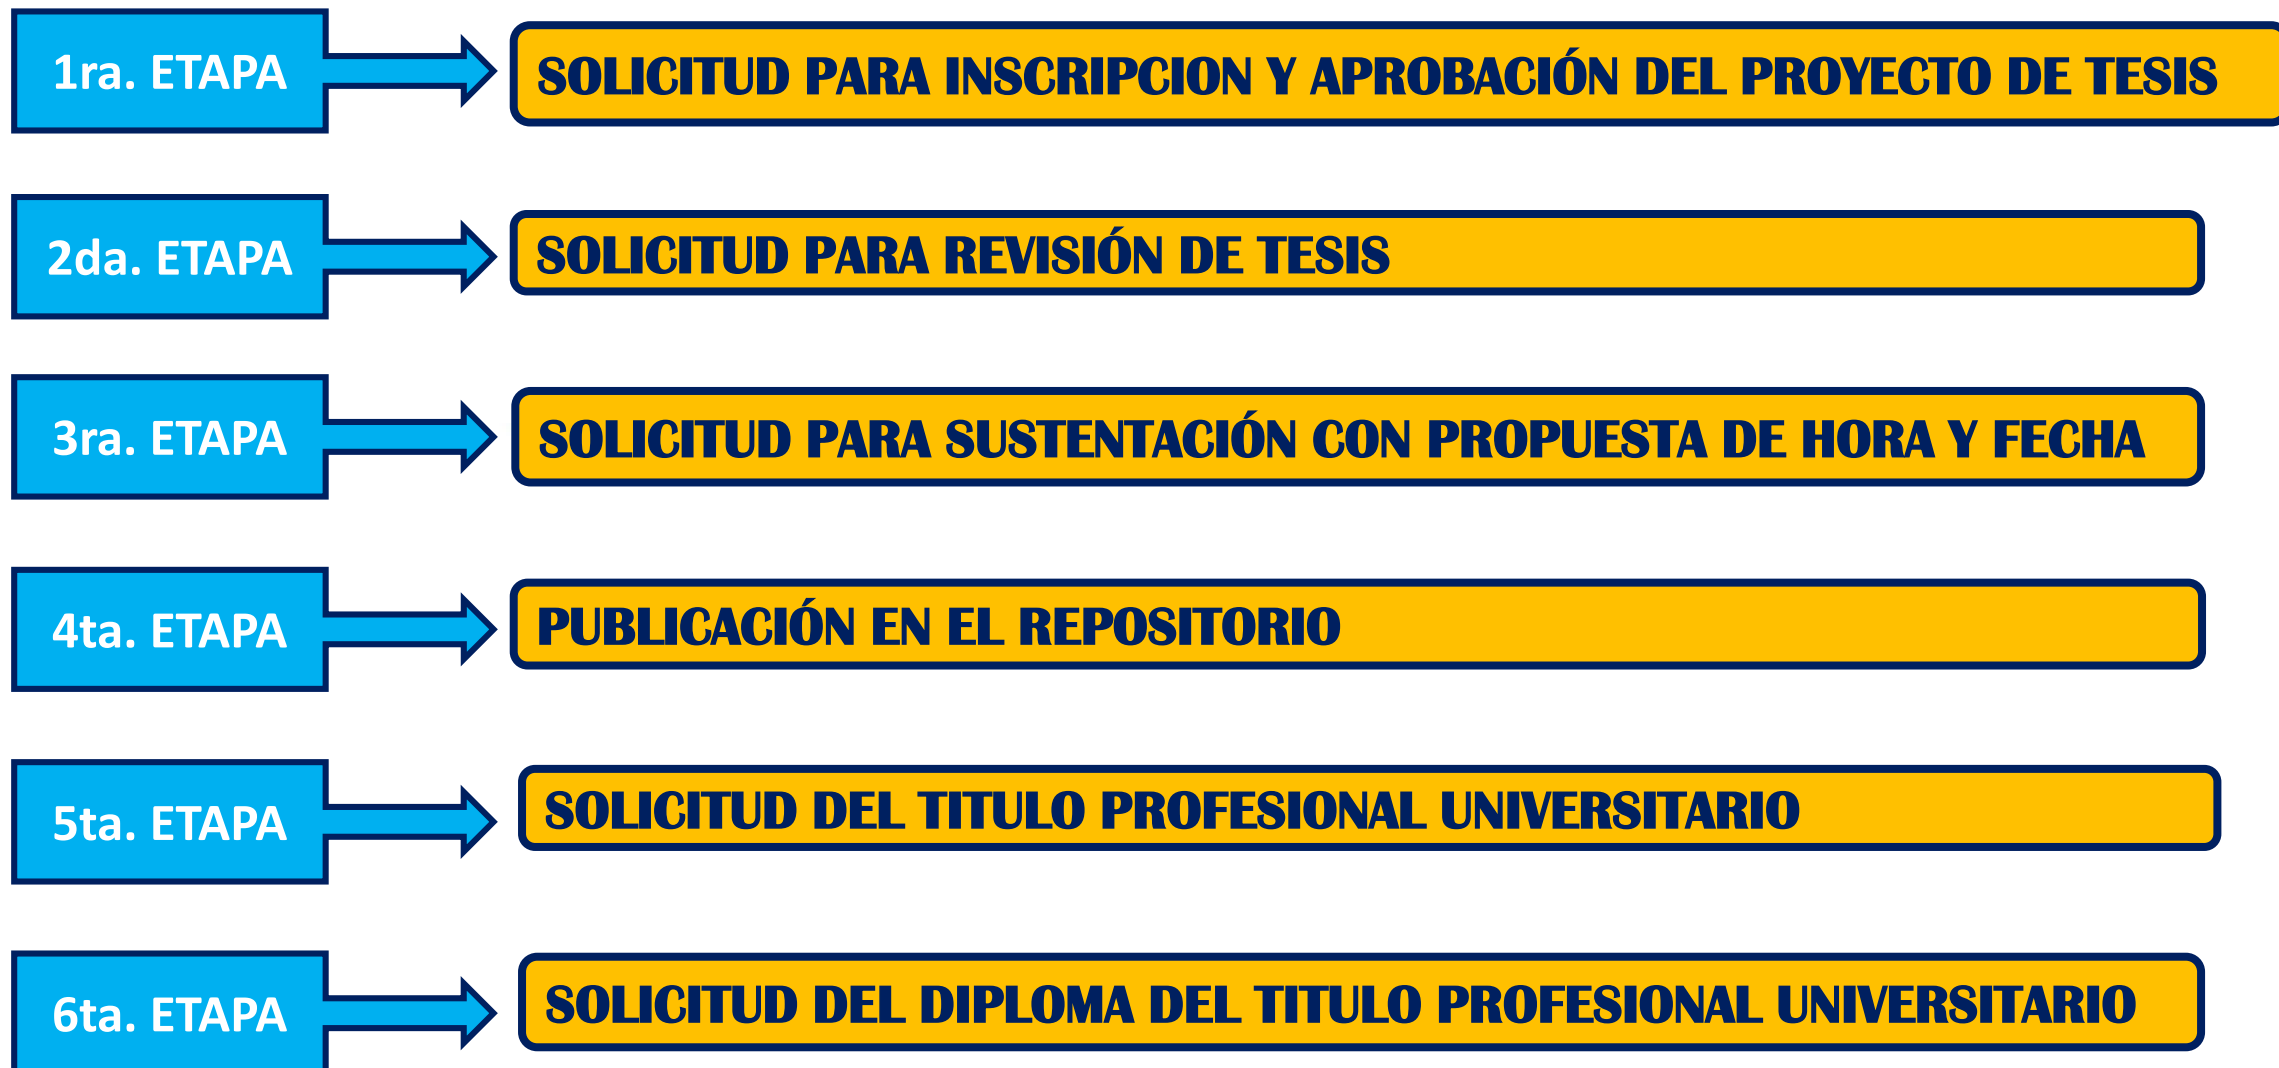 1ra. ETAPA
SOLICITUD PARA INSCRIPCION Y APROBACIÓN DEL PROYECTO DE TESIS
2da. ETAPA
SOLICITUD PARA REVISIÓN DE TESIS
3ra. ETAPA
SOLICITUD PARA SUSTENTACIÓN CON PROPUESTA DE HORA Y FECHA
4ta. ETAPA
PUBLICACIÓN EN EL REPOSITORIO
5ta. ETAPA
SOLICITUD DEL TITULO PROFESIONAL UNIVERSITARIO
6ta. ETAPA
SOLICITUD DEL DIPLOMA DEL TITULO PROFESIONAL UNIVERSITARIO